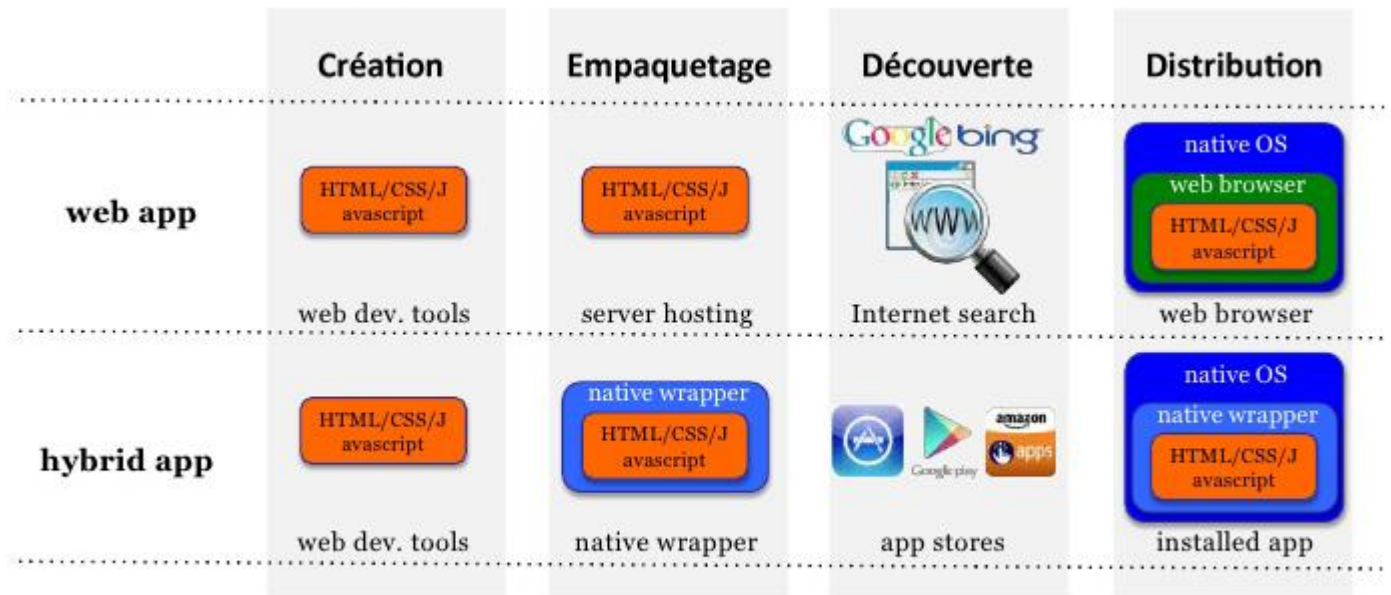 Création
Empaquetage
Découverte
Distribution
web app
HTML/CSS/J
avascript
web dev. tools
HTML/CSS/J
avascript
server hosting
Google bing
WWW
Internet search
native OS
web browser
HTML/CSS/J
avascript
web browser
hybrid app
HTML/CSS/J
avascript
web dev. tools
native wrapper
HTML/CSS/J
avascript
native wrapper
Google play
amazon
apps
app stores
native OS
native wrapper
HTML/CSS/J
avascript
installed app